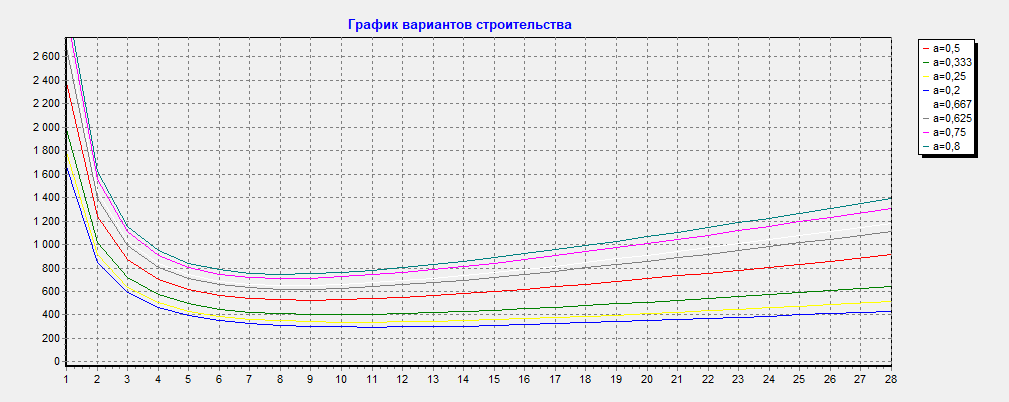 График вариантов строительства
2 600
2 400
2 200
2 000
1 800
1 600
1 400
1 200
1 000
800
600
400
200
0
1 2 3 4 5 6 7 8 9 10 11 12 13 14 15 16 17 18 19 20 21 22 23 24 25 26 27 28
a=0,5
a=0,333
a=0,25
a=0,2
a=0,667
a=0,625
a=0,75
a=0,8